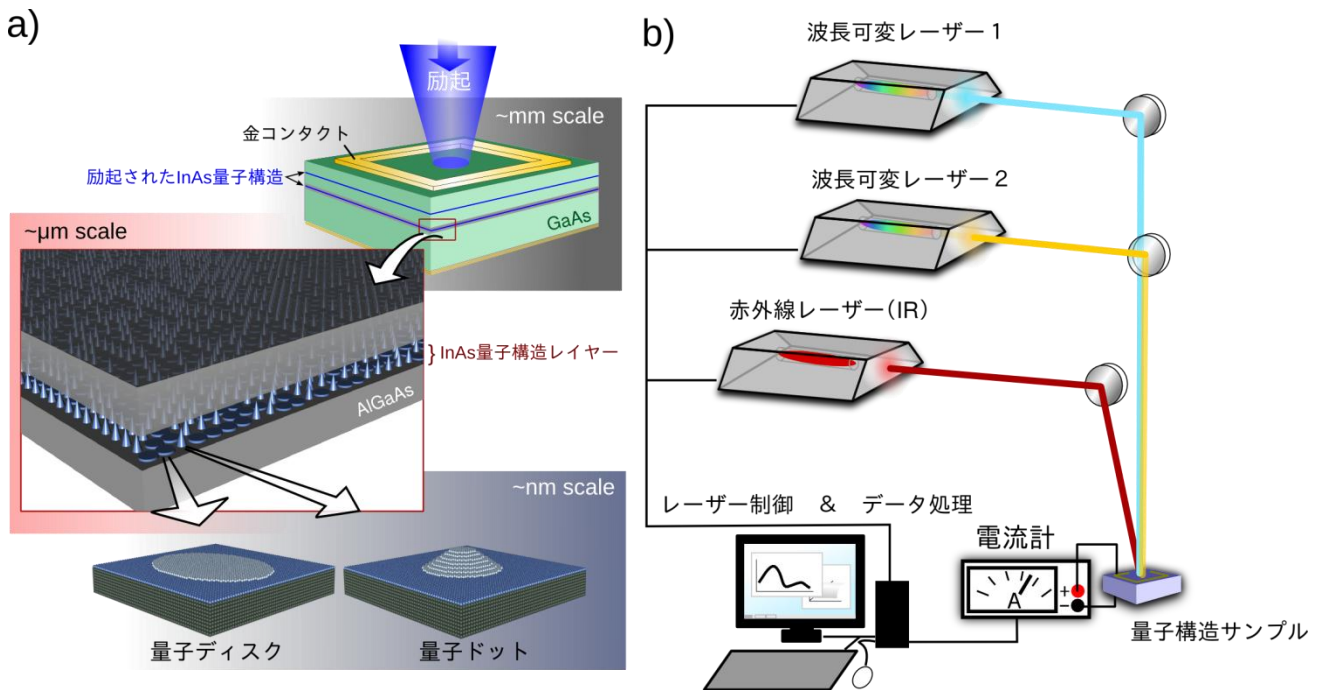 a)
励起
~mm scale
金コンタクト
励起されたInAs量子構造
GaAs
~μm scale
InAs量子構造レイヤー
AlGaAs
~nm scale
量子ディスク
量子ドット
b)
波長可変レーザー1
波長可変レーザー2
赤外線レーザー(IR)
レーザー制御 & データ処理
電流計
A
+
−
量子構造サンプル